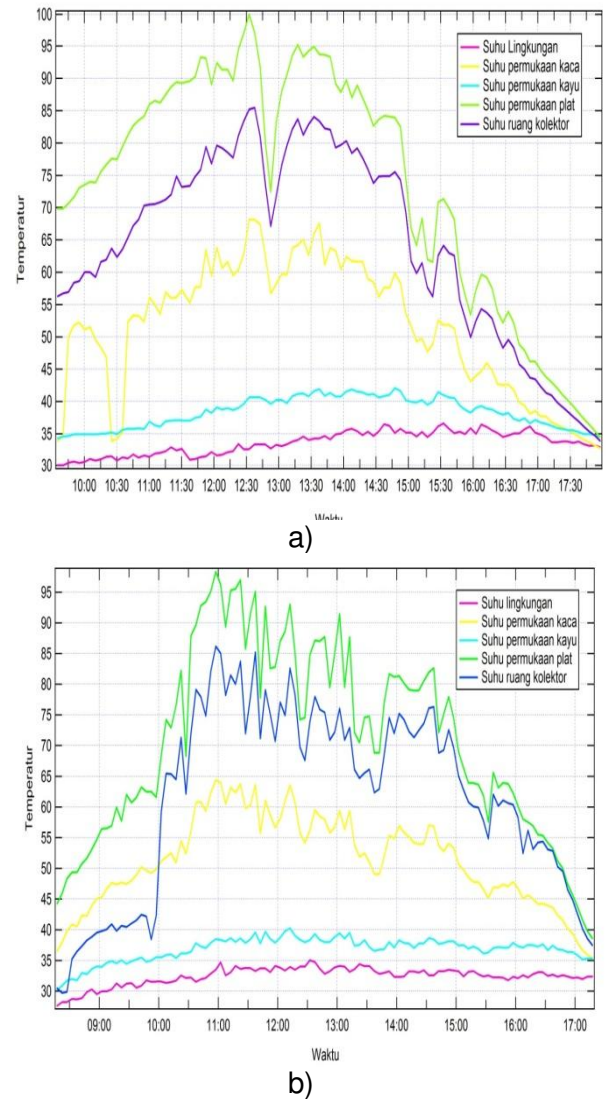 100
95
90
85
80
75
70
65
60
55
50
45
40
35
30
Temperatur
Suhu Lingkungan
Suhu permukaan kaca
Suhu permukaan kayu
Suhu permukaan plat
Suhu ruang kolektor
10:00 10:30 11:00 11:30 12:00 12:30 13:00 13:30 14:00 14:30 15:00 15:30 16:00 16:30 17:00 17:30
Waktu
a)
95
90
85
80
75
70
65
60
55
50
45
40
35
30
Temperatur
Suhu lingkungan
Suhu permukaan kaca
Suhu permukaan kayu
Suhu permukaan plat
Suhu ruang kolektor
09:00 10:00 11:00 12:00 13:00 14:00 15:00 16:00 17:00
Waktu
b)